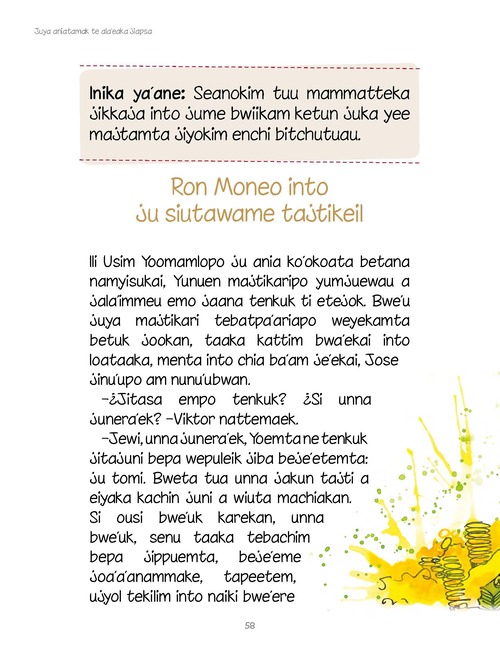 Juya aniatamak te ala'eaka Jiapsa
Inika ya'ane: Seanokim tuu mammatteka
jikkaja into jume bwiikam ketun juka yee
majtamta jiyokim enchi bitchutuau.
Ron Moneo into
ju siutawame tajtikeil
Ili Usim Yoomamlopo ju ania ko'okoata betana
namyisukai, Yunuen majtikaripo yumjuewau a
jala'immeu emo jaana tenkuk ti etejok. Bwe'u
juya majtikari tebatpa'ariapo weyekamta
betuk jookan, taaka kattim bwa'ekai into
loataaka, menta into chia ba'am je'ekai, Jose
jinu'upo am nunu'ubwan.
–¿Jitasa empo tenkuk? ¿Si unna
junera'ek? –Viktor nattemaek.
–Jewi, unna junera'ek, Yoemta ne tenkuk
jitajuni bepa wepuleik jiba beje'etemta:
ju tomi. Bweta tua unna jakun tajti a
eiyaka kachin juni a wiuta machiakan.
Si ousi bwe'uk karekan, unna
bwe'uk, senu taaka tebachim
bepa jippuemta, beje'eme
joa'a'anammake, tapeetem,
ujyol tekilim into naiki bwe'ere
58